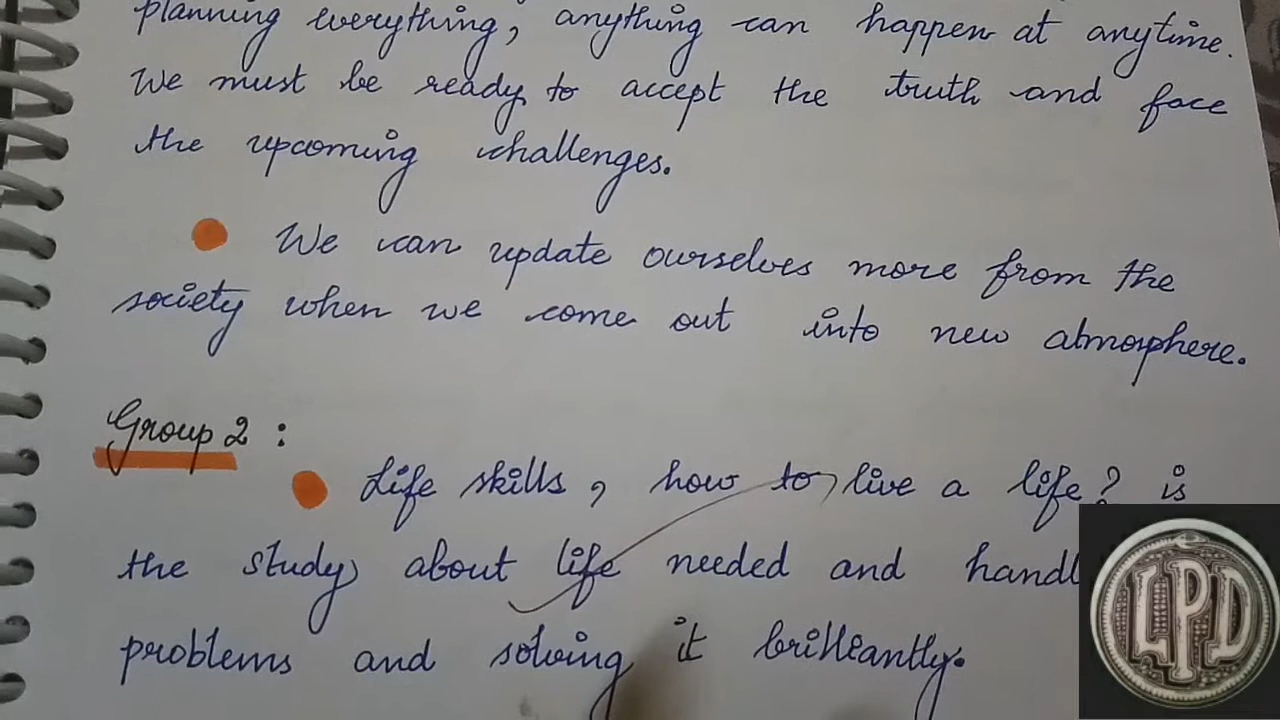 planning everything, anything can happen at anytime.
We must be ready to accept the truth and face
the upcoming challenges.
We can update ourselves more from the
society when we come out into new atmosphere.
Group 2 :
Life skills, how to live a life? is
the study about life needed and handl
problems and solving it brilliantly.
LPD